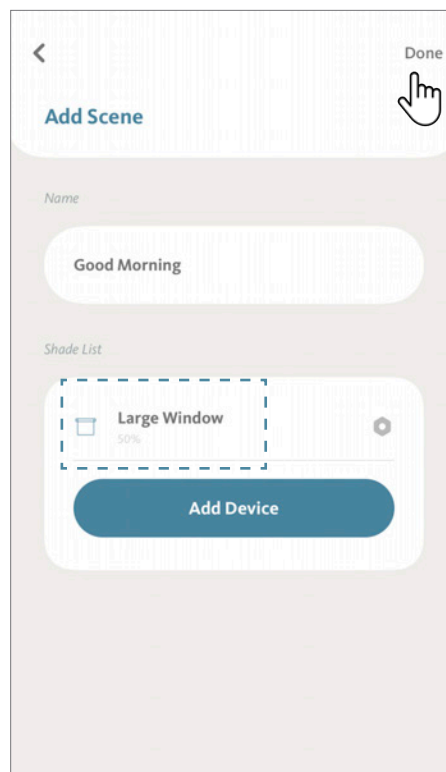 Done
Add Scene
Name
Good Morning
Shade List
Large Window
50%
Add Device